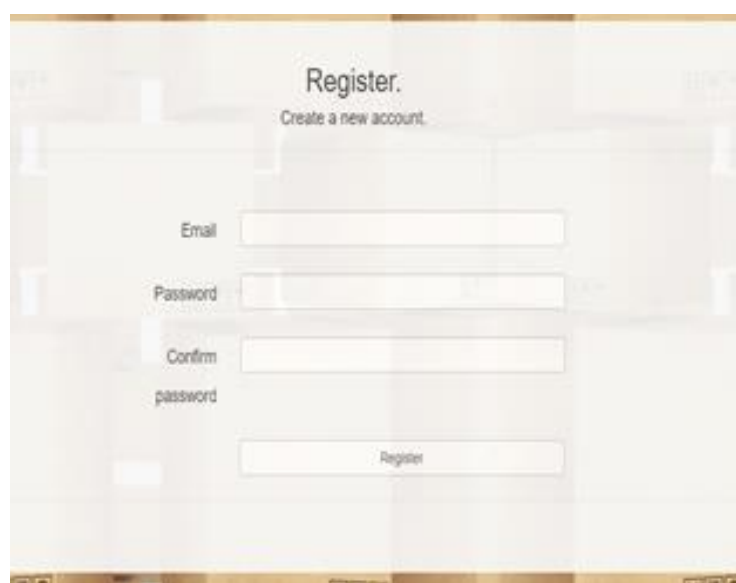 Register.
Create a new account.
Email
Password
Confirm
password
Register